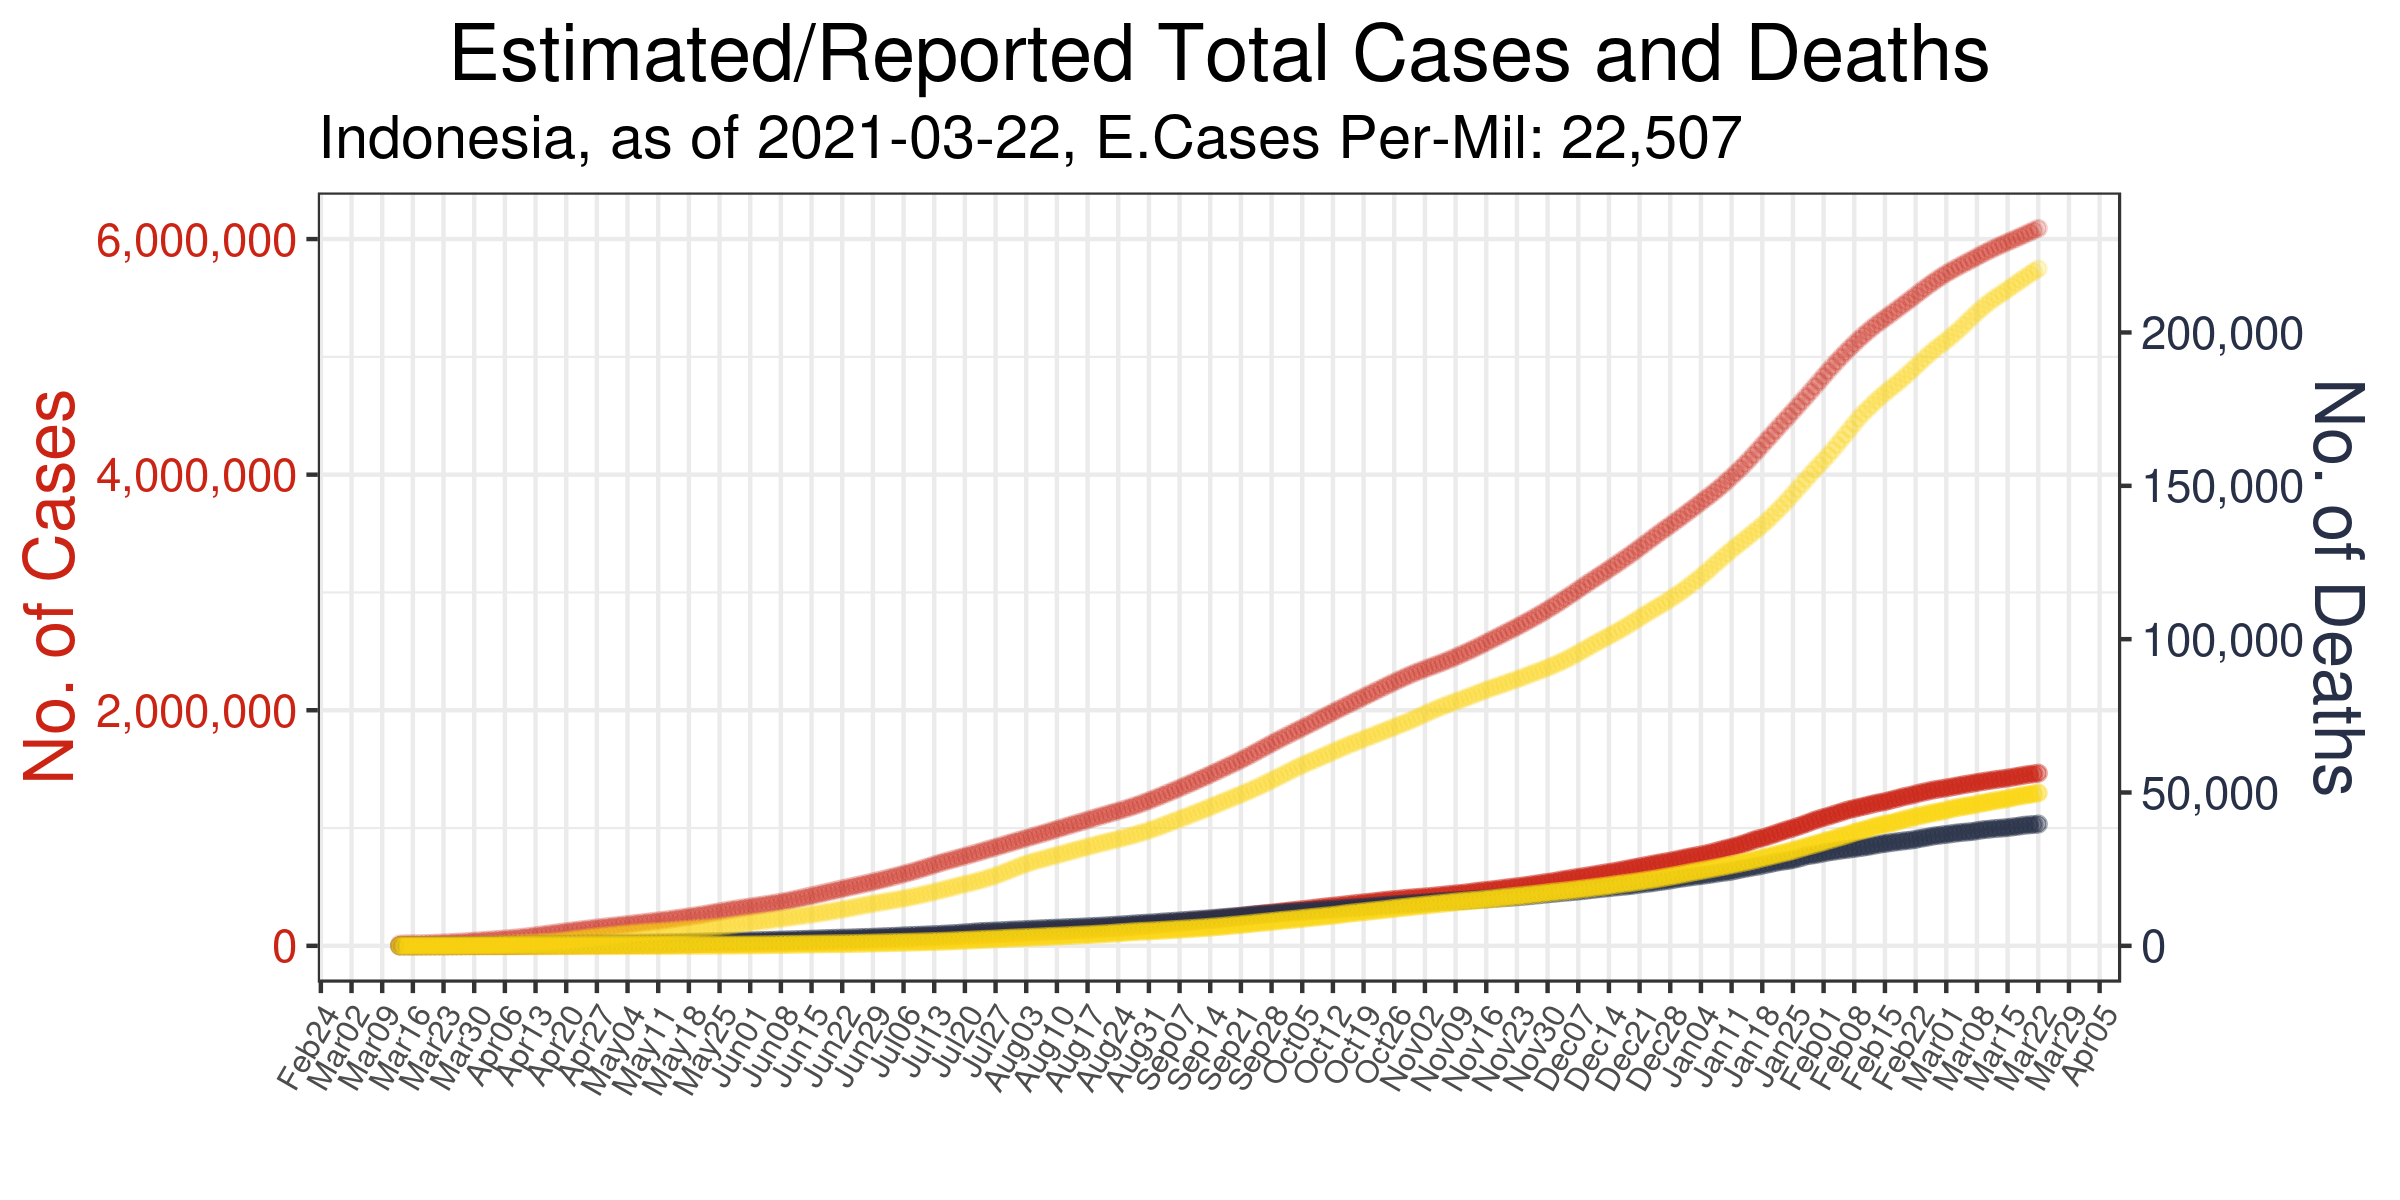 Estimated/Reported Total Cases and Deaths
Indonesia, as of 2021-03-22, E.Cases Per-Mil: 22,507
No. of Cases
6,000,000
4,000,000
2,000,000
0
200,000
150,000
100,000
50,000
0
No. of Deaths
Feb24
Mar02
Mar09
Mar16
Mar23
Mar30
Apr06
Apr13
Apr20
Apr27
May04
May11
May18
May25
Jun01
Jun08
Jun15
Jun22
Jun29
Jul06
Jul13
Jul20
Jul27
Aug03
Aug10
Aug17
Aug24
Aug31
Sep07
Sep14
Sep21
Sep28
Oct05
Oct12
Oct19
Oct26
Nov02
Nov09
Nov16
Nov23
Nov30
Dec07
Dec14
Dec21
Dec28
Jan04
Jan11
Jan18
Jan25
Feb01
Feb08
Feb15
Feb22
Mar01
Mar08
Mar15
Mar22
Mar29
Apr05